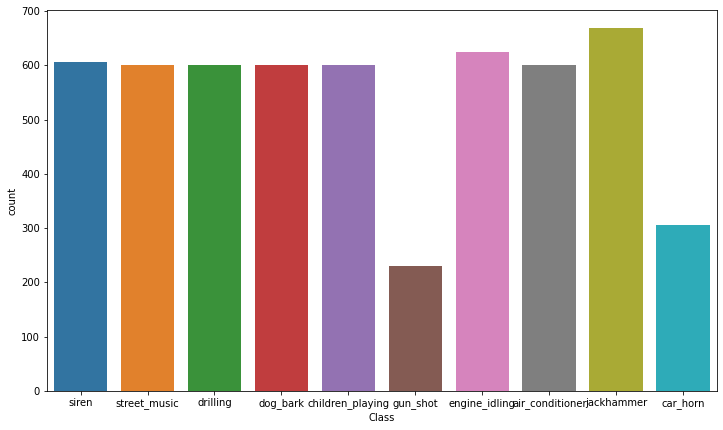 700
600
500
400
300
200
100
0
count
siren street_music drilling dog_bark children_playing gun_shot engine_idling air_conditioner jackhammer car_horn
Class